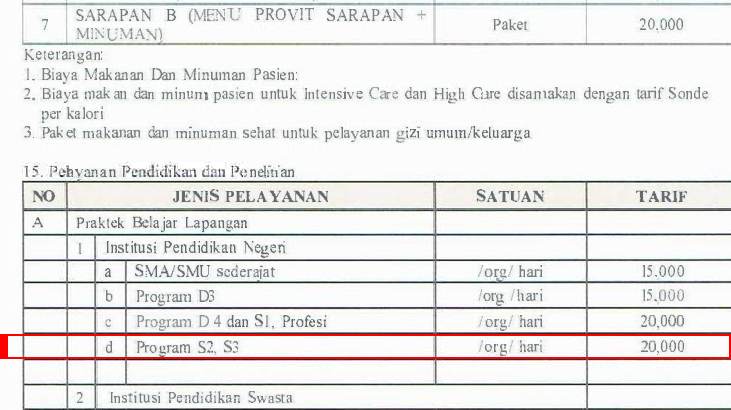 7 SARAPAN B (MENU PROVIT SARAPAN + MINUMAN) Paket 20,000
Keterangan:
1. Biaya Makanan Dan Minuman Pasien:
2. Biaya makan dan minum pasien untuk Intensive Care dan High Care disamakan dengan tarif Sonde
per kalori
3. Paket makanan dan minuman sehat untuk pelayanan gizi umum/keluarga
15. Pelayanan Pendidikan dan Penelitian
NO JENIS PELAYANAN SATUAN TARIF
A Praktek Belajar Lapangan
1 Institusi Pendidikan Negeri
a SMA/SMU sederajat /org/ hari 15,000
b Program D3 /org /hari 15,000
c Program D 4 dan S1, Profesi /org/ hari 20,000
d Program S2, S3 /org/ hari 20,000
2 Institusi Pendidikan Swasta